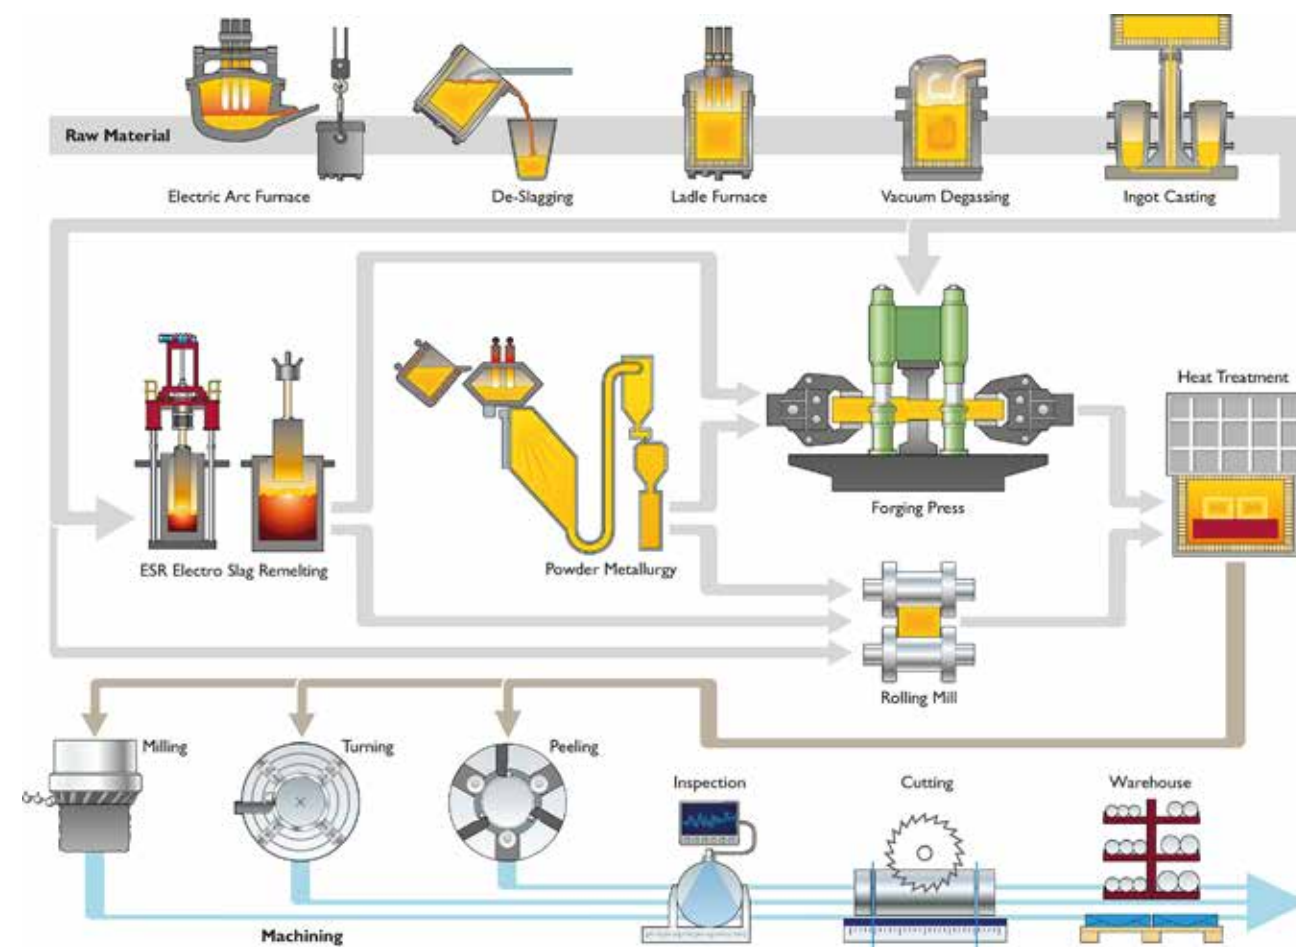 Raw Material
Electric Arc Furnace
De-Slagging
Ladle Furnace
Vacuum Degassing
Ingot Casting
Heat Treatment
Forging Press
ESR Electro Slag Remelting
Powder Metallurgy
Rolling Mill
Milling
Turning
Peeling
Inspection
Cutting
Warehouse
Machining